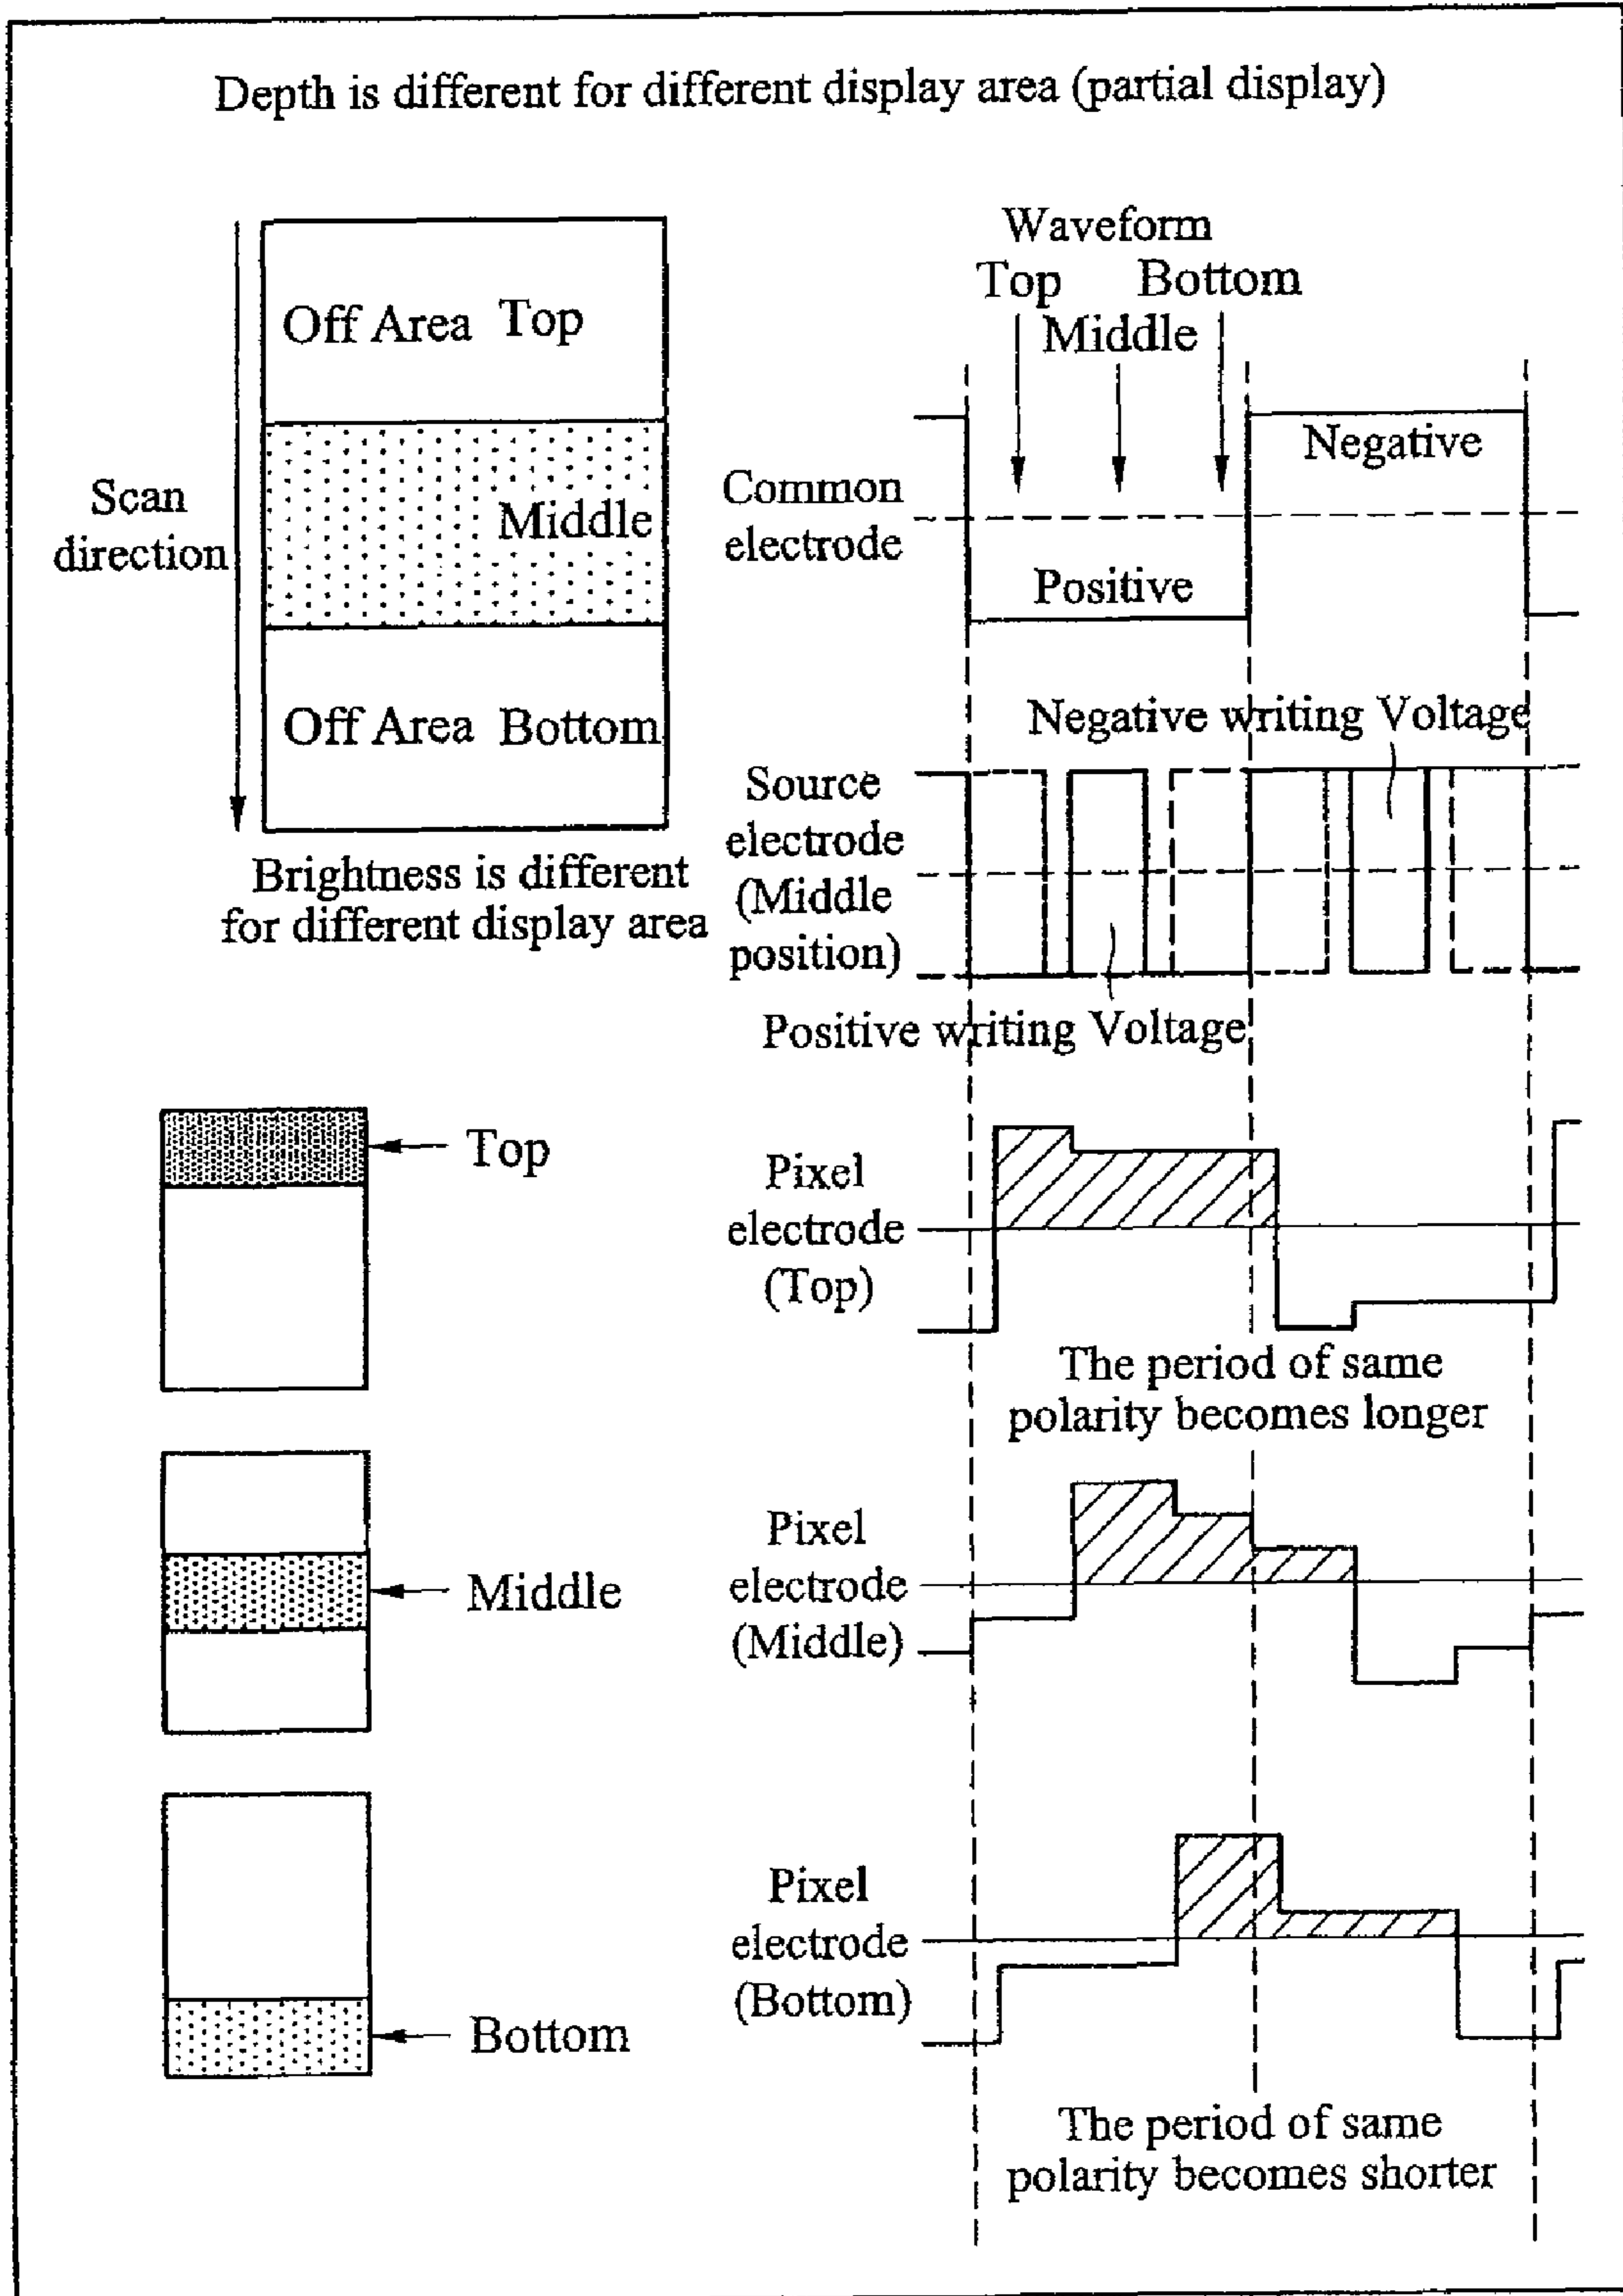 Depth is different for different display area (partial display)
Scan
direction
Off Area Top
Middle
Off Area Bottom
Brightness is different
for different display area
Waveform
Top Bottom
Middle
Common
electrode
Negative
Positive
Negative writing Voltage
Source
electrode
(Middle
position)
Positive writing Voltage
Top
Pixel
electrode
(Top)
The period of same
polarity becomes longer
Middle
Pixel
electrode
(Middle)
Bottom
Pixel
electrode
(Bottom)
The period of same
polarity becomes shorter